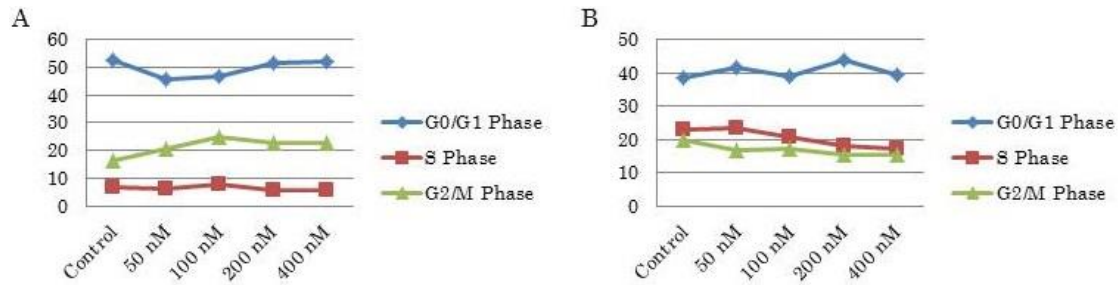 A
60
50
40
30
20
10
0
Control
50 nM
100 nM
200 nM
400 nM
G0/G1 Phase
S Phase
G2/M Phase
B
50
40
30
20
10
0
Control
50 nM
100 nM
200 nM
400 nM
G0/G1 Phase
S Phase
G2/M Phase